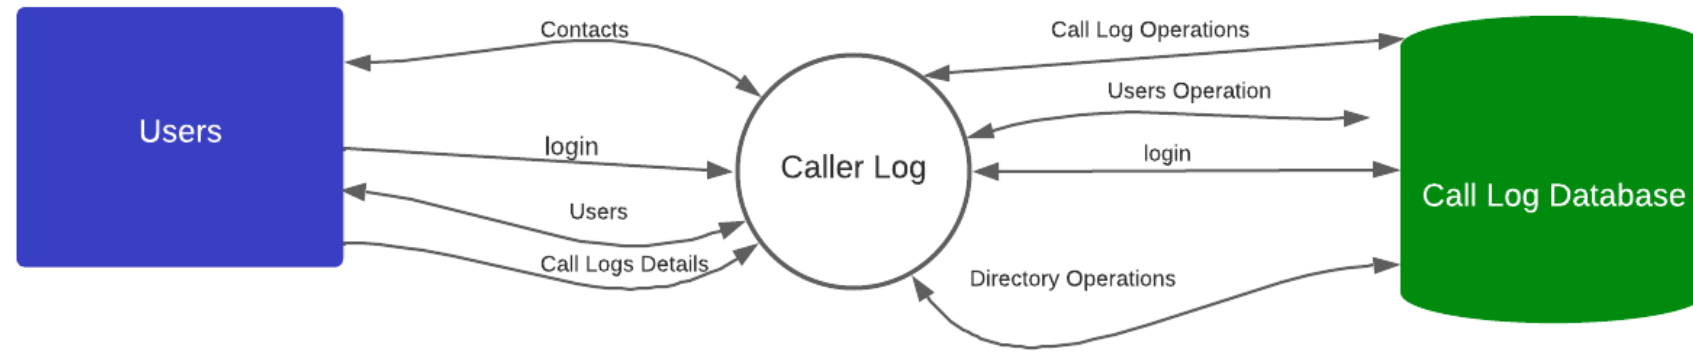 Contacts
Call Log Operations
Users Operation
Users
login
login
Caller Log
Call Log Database
Users
Call Logs Details
Directory Operations